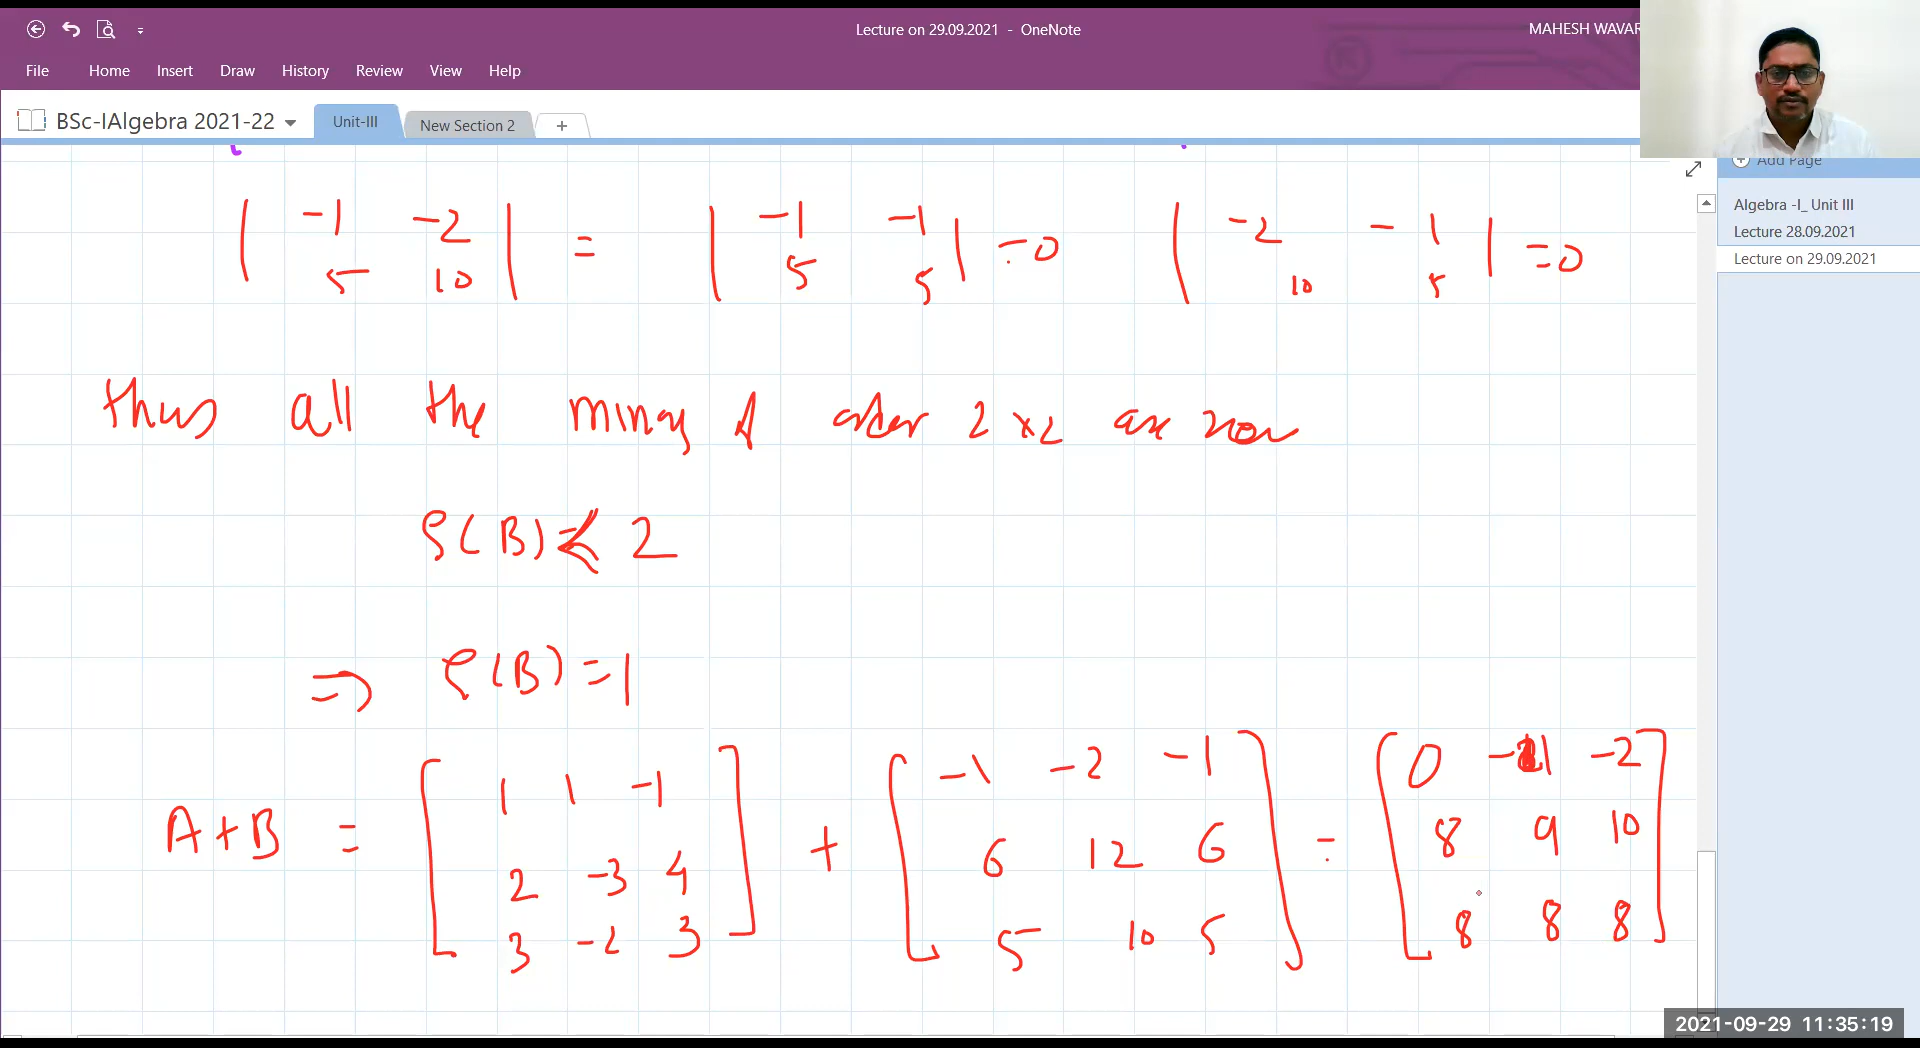 Lecture on 29.09.2021 - OneNote
MAHESH WAVAR
File Home Insert Draw History Review View Help
BSc-IAlgebra 2021-22 Unit-III New Section 2 +
Add Page
Algebra -I_ Unit III
Lecture 28.09.2021
Lecture on 29.09.2021
| -1 -2 | = | -1 -1 | = 0 | -2 -1 | = 0
| 5 10 | | 5 5 | | 10 5 |
thus all the minors of order 2×2 are
ρ(B) < 2
⇒ ρ(B) = 1
A+B = [ 1 1 -1 ] + [ -1 -2 -1 ] = [ 0 -1 -2 ]
[ 2 -3 4 ] [ 6 12 6 ] [ 8 9 10 ]
[ 3 -2 3 ] [ 5 10 5 ] [ 8 8 8 ]
2021-09-29 11:35:19